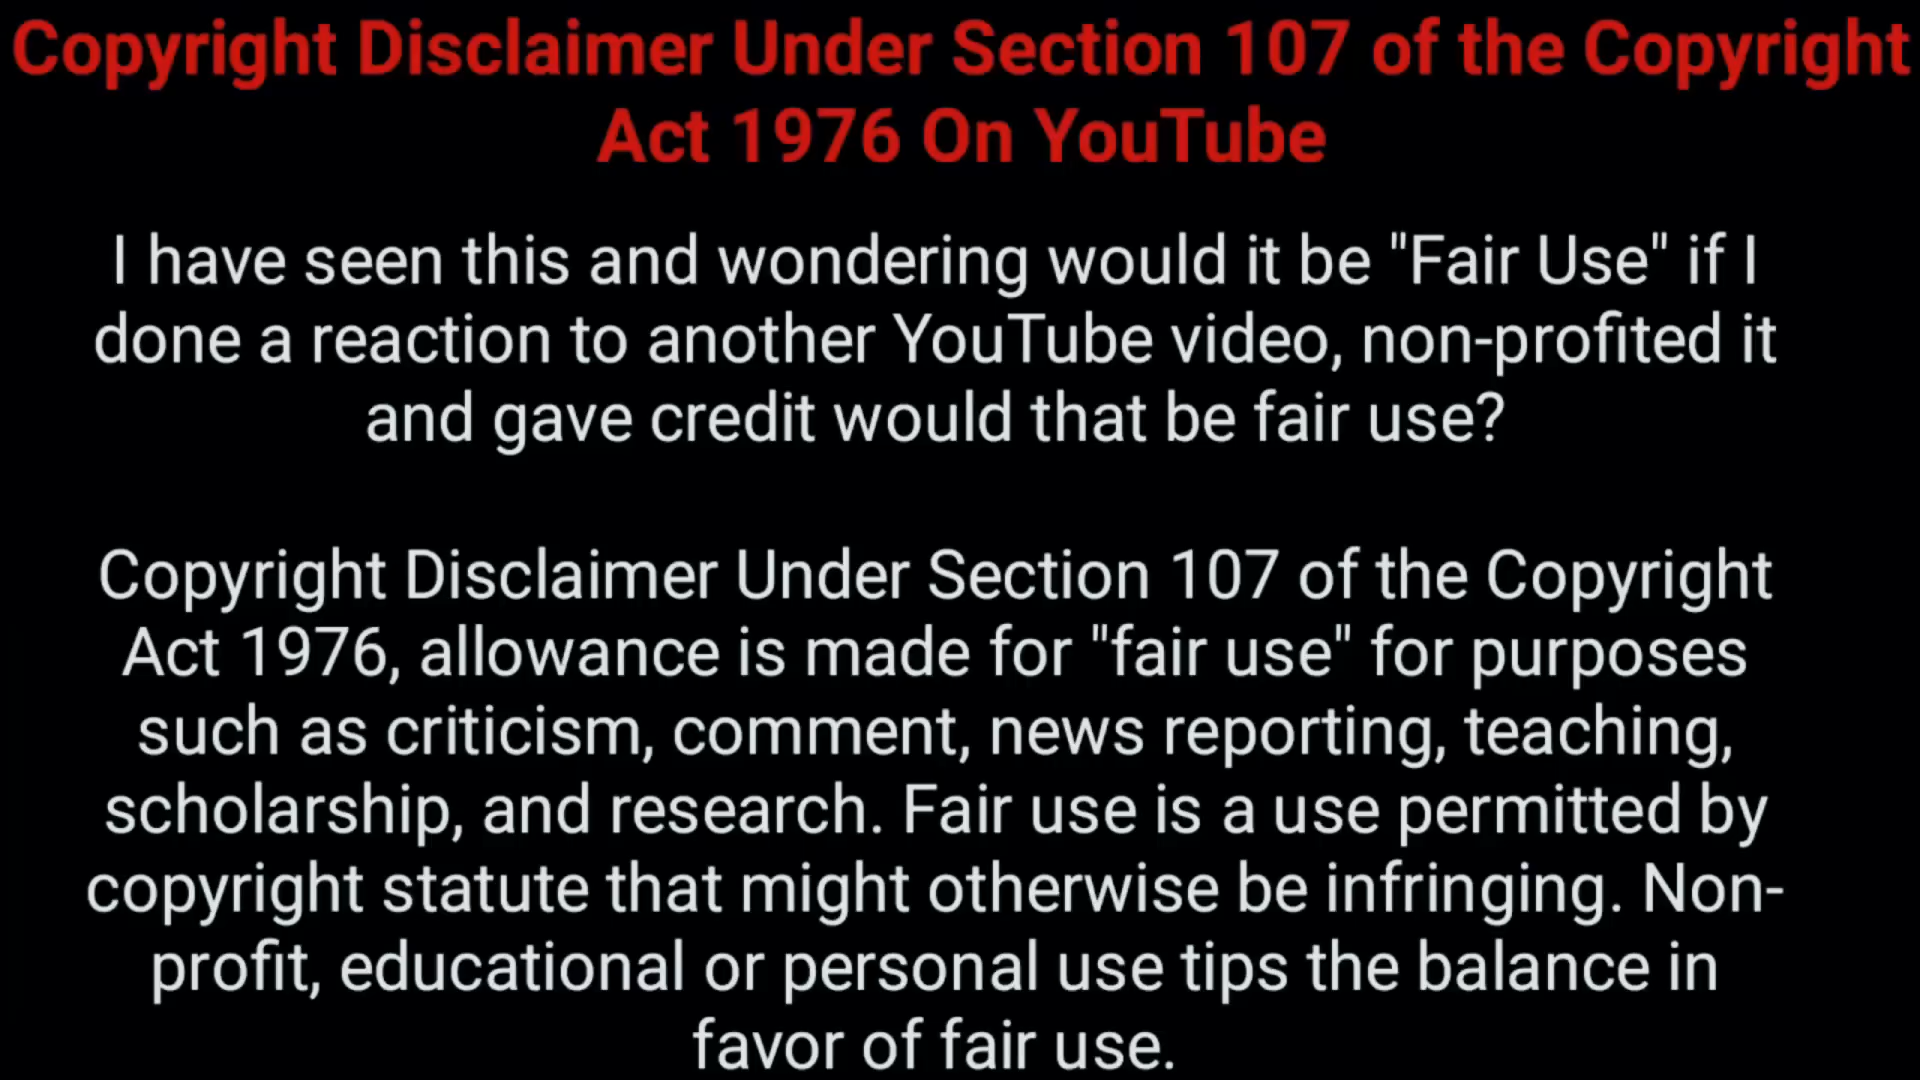 Copyright Disclaimer Under Section 107 of the Copyright
Act 1976 On YouTube
I have seen this and wondering would it be "Fair Use" if I
done a reaction to another YouTube video, non-profited it
and gave credit would that be fair use?
Copyright Disclaimer Under Section 107 of the Copyright
Act 1976, allowance is made for "fair use" for purposes
such as criticism, comment, news reporting, teaching,
scholarship, and research. Fair use is a use permitted by
copyright statute that might otherwise be infringing. Non-
profit, educational or personal use tips the balance in
favor of fair use.